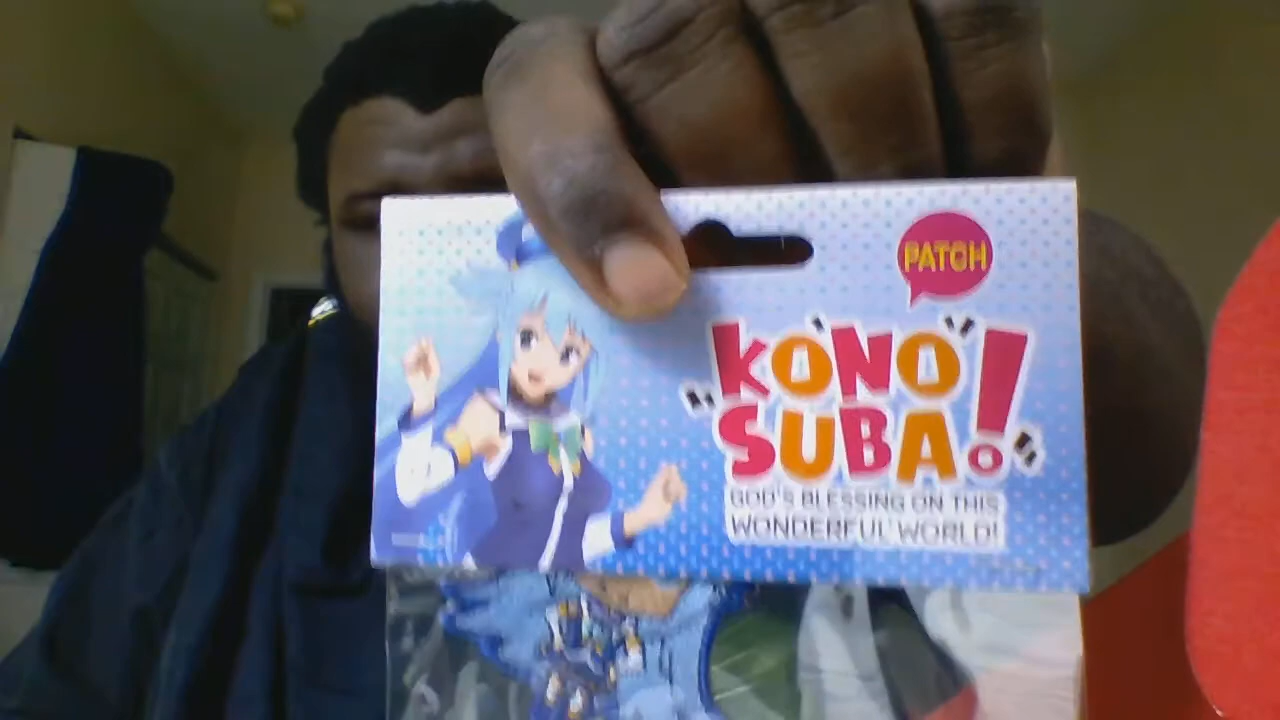 PATCH
KONO
SUBA!
GOD'S BLESSING ON THIS
WONDERFUL WORLD!